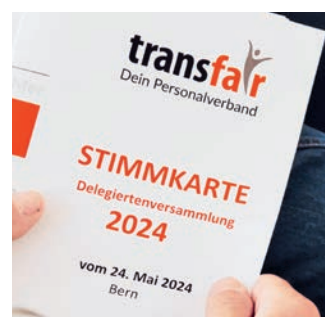 transfair
Dein Personalverband
STIMMKARTE
Delegiertenversammlung
2024
vom 24. Mai 2024
Bern